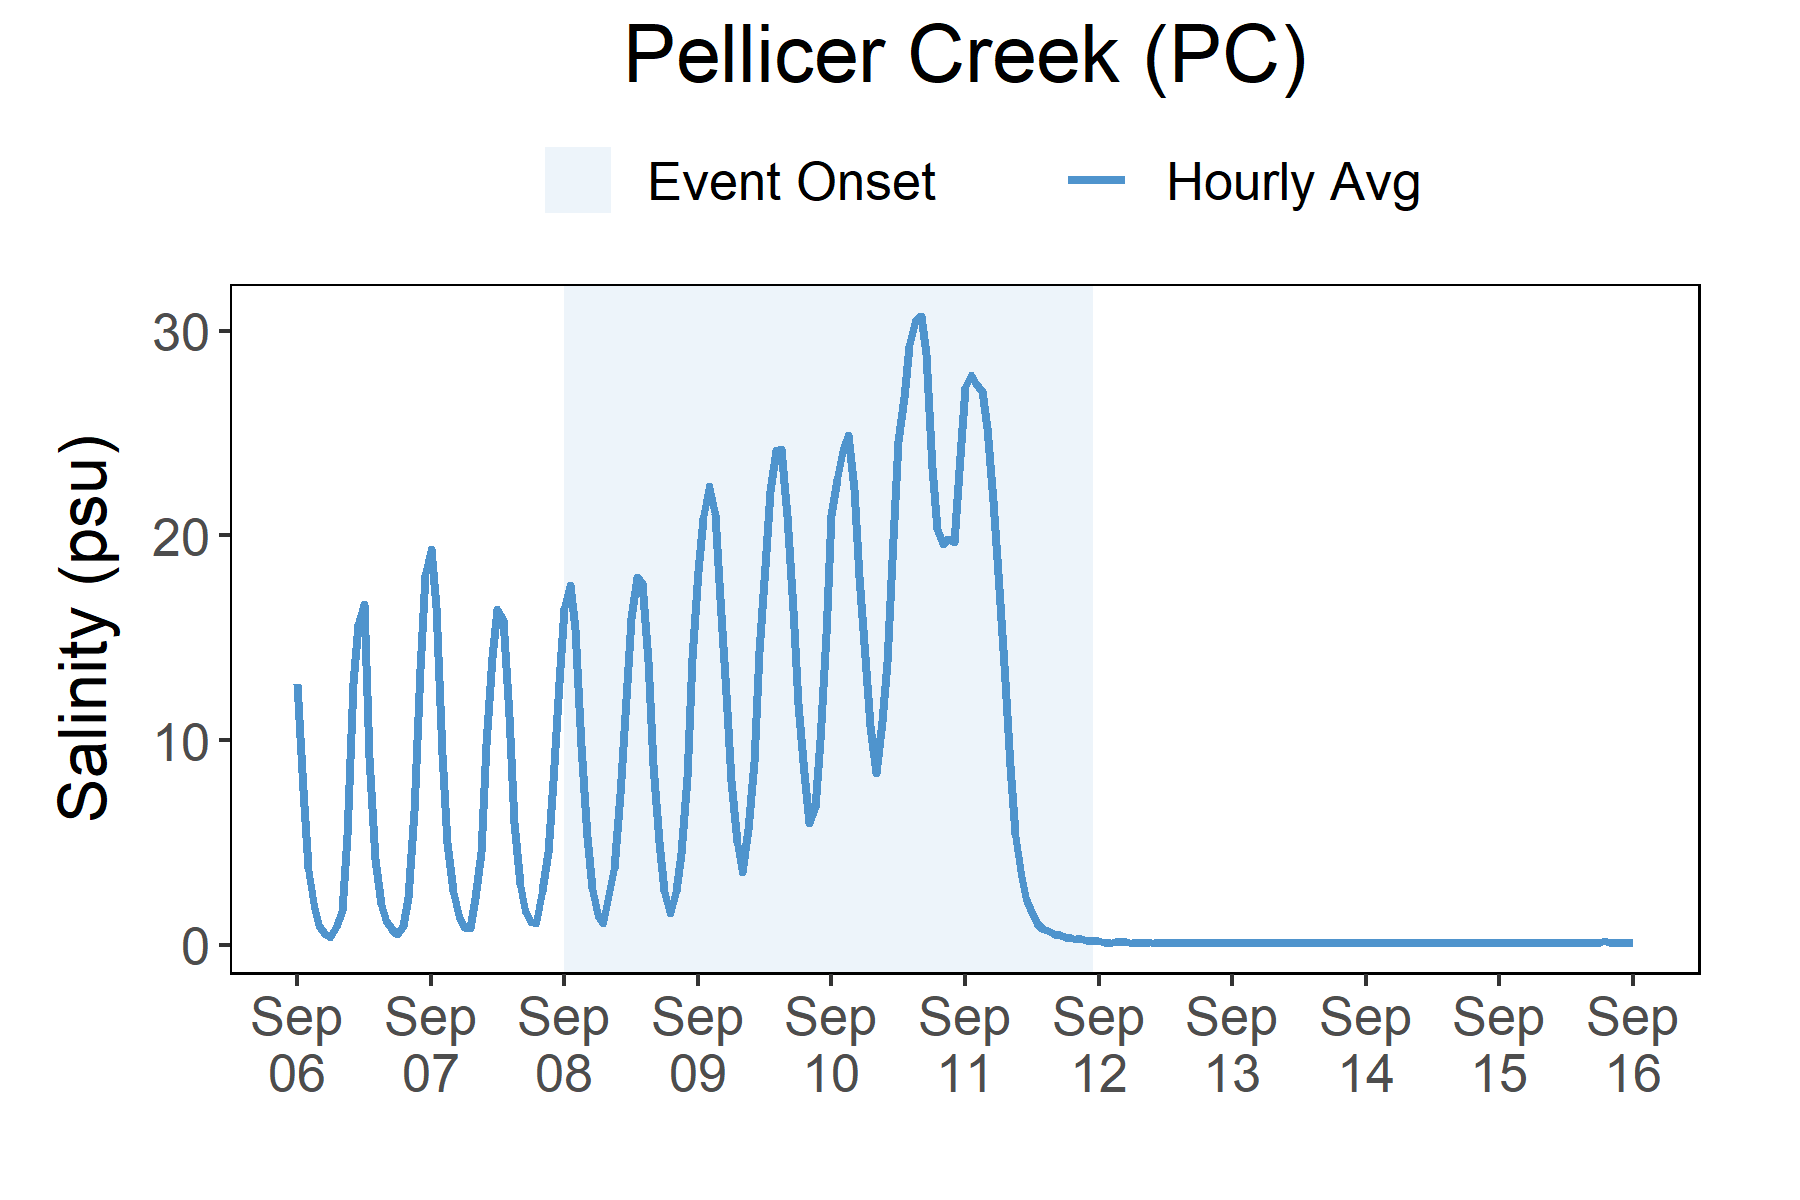 Pellicer Creek (PC)
Event Onset Hourly Avg
Salinity (psu)
30
20
10
0
Sep Sep Sep Sep Sep Sep Sep Sep Sep Sep Sep
06 07 08 09 10 11 12 13 14 15 16